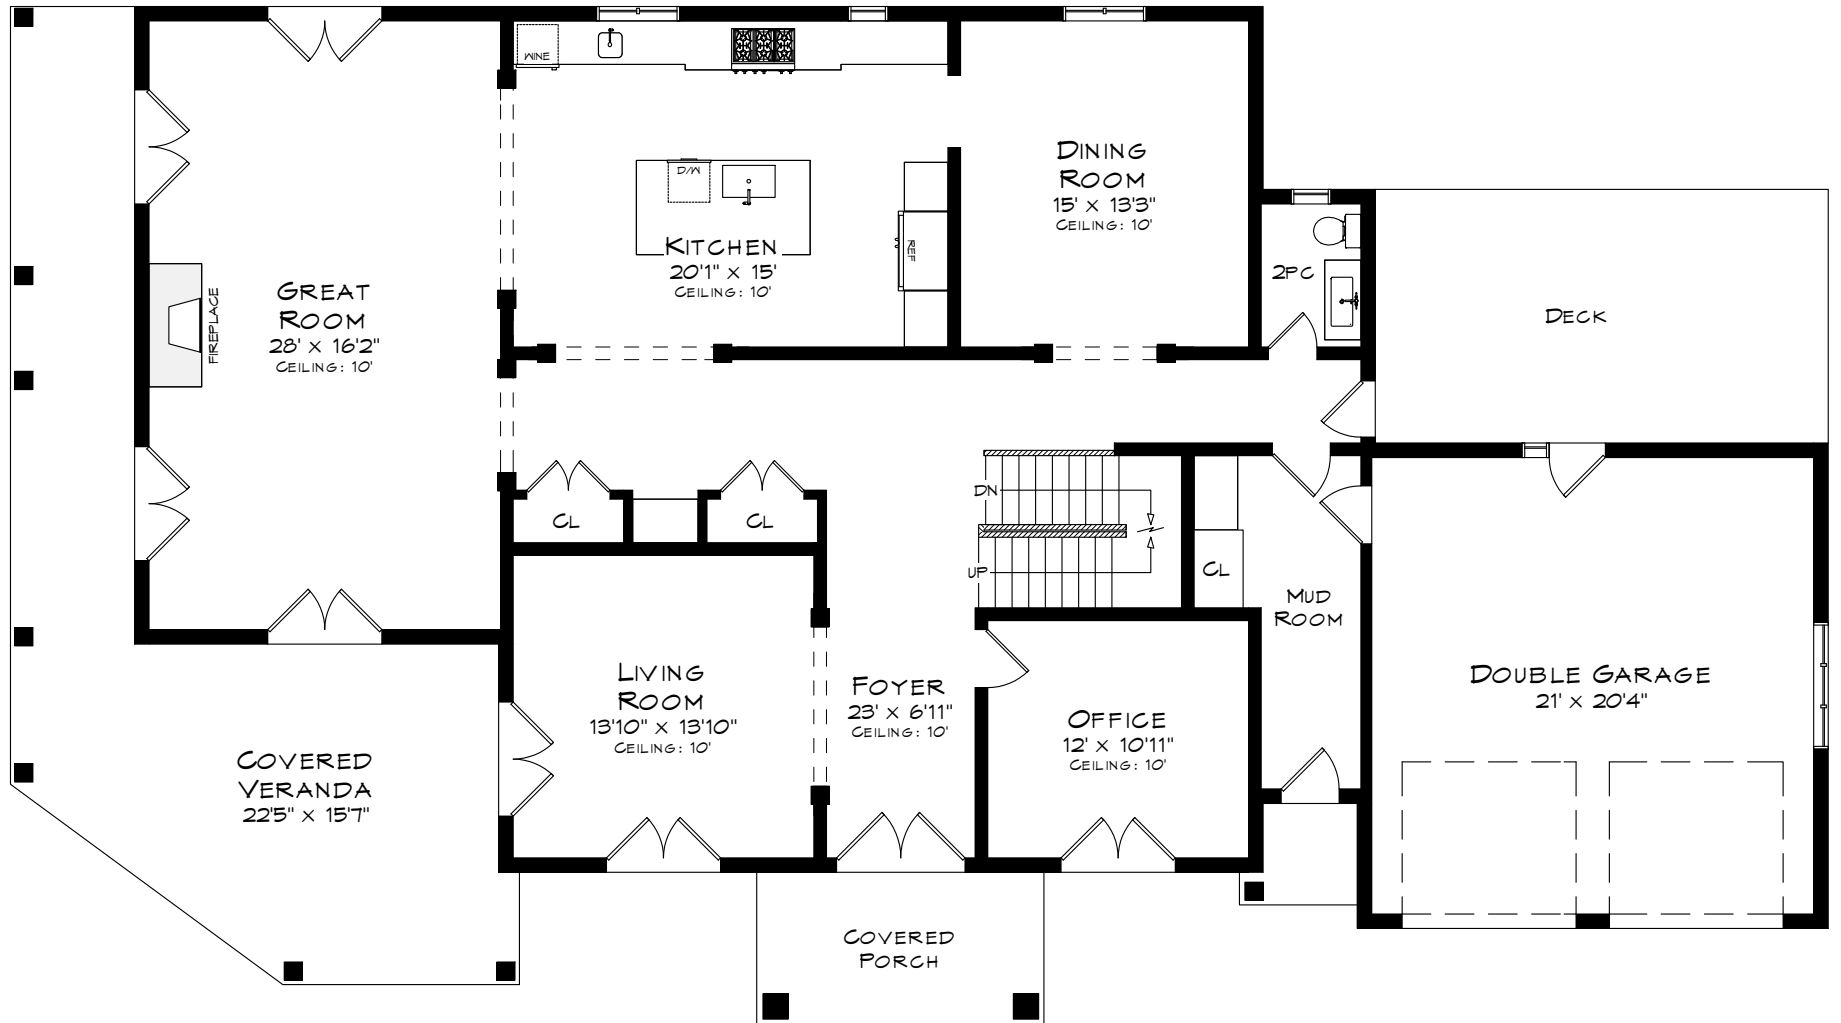 WINE
D/W
DINING
ROOM
15' X 13'3"
CEILING: 10'
KITCHEN
20'1" X 15'
CEILING: 10'
REF
2PC
GREAT
ROOM
28' X 16'2"
CEILING: 10'
FIREPLACE
DECK
CL
CL
DN
UP
CL
MUD
ROOM
LIVING
ROOM
13'10" X 13'10"
CEILING: 10'
FOYER
23' X 6'11"
CEILING: 10'
OFFICE
12' X 10'11"
CEILING: 10'
DOUBLE GARAGE
21' X 20'4"
COVERED
VERANDA
22'5" X 15'7"
COVERED
PORCH